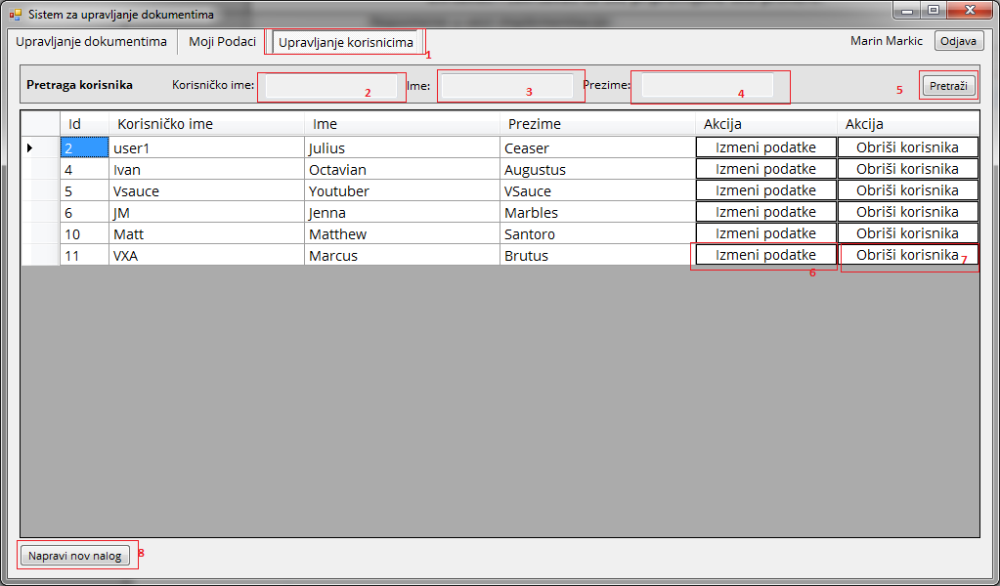 Sistem za upravljanje dokumentima
Upravljanje dokumentima Moji Podaci Upravljanje korisnicima 1 Marin Markic Odjava
Pretraga korisnika Korisničko ime: 2 Ime: 3 Prezime: 4 5 Pretraži
Id Korisničko ime Ime Prezime Akcija Akcija
2 user1 Julius Ceaser Izmeni podatke Obriši korisnika
4 Ivan Octavian Augustus Izmeni podatke Obriši korisnika
5 Vsauce Youtuber VSauce Izmeni podatke Obriši korisnika
6 JM Jenna Marbles Izmeni podatke Obriši korisnika
10 Matt Matthew Santoro Izmeni podatke Obriši korisnika
11 VXA Marcus Brutus Izmeni podatke Obriši korisnika 7
6
Napravi nov nalog 8